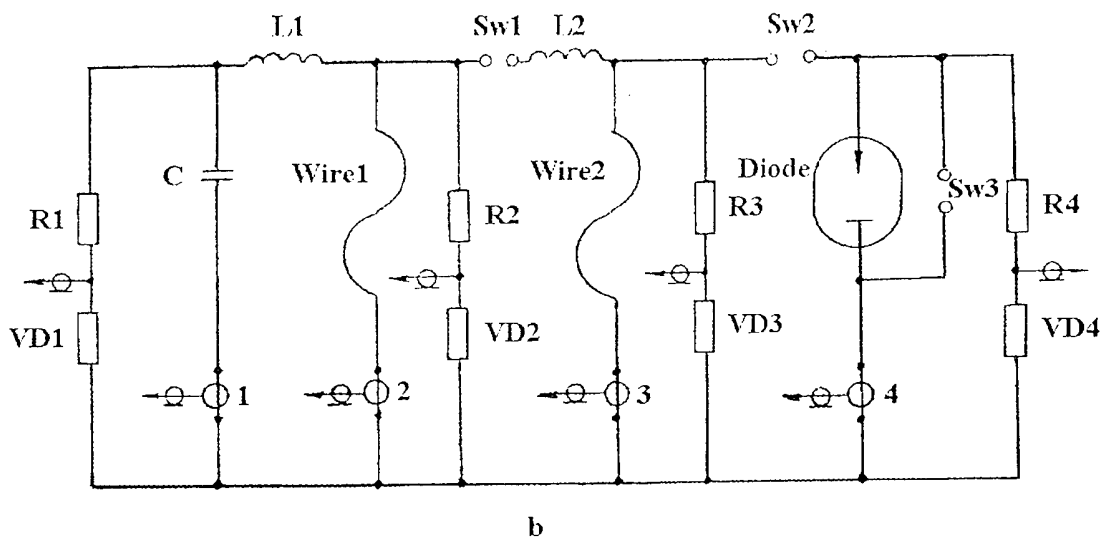 L1 Sw1 L2 Sw2
C Wire1 Wire2 Diode
R1 R2 R3 Sw3 R4
VD1 VD2 VD3 VD4
1 2 3 4
b